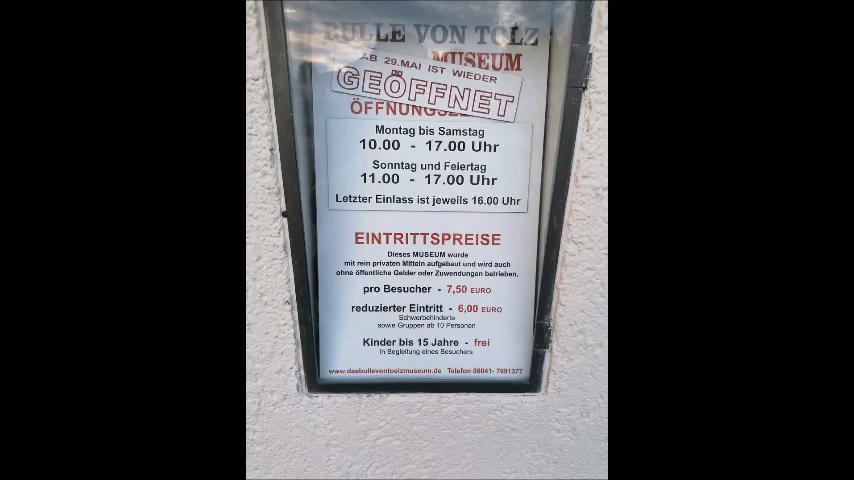 BULLE VON TÖLZ
MUSEUM
AB 29.MAI IST WIEDER
GEÖFFNET
Montag bis Samstag
10.00 - 17.00 Uhr
Sonntag und Feiertag
11.00 - 17.00 Uhr
Letzter Einlass ist jeweils 16.00 Uhr
EINTRITTSPREISE
Dieses MUSEUM wurde
mit rein privaten Mitteln aufgebaut und wird auch
ohne öffentliche Gelder oder Zuwendungen betrieben.
pro Besucher - 7,50 EURO
reduzierter Eintritt - 6,00 EURO
Schwerbehinderte
sowie Gruppen ab 10 Personen
Kinder bis 15 Jahre - frei
in Begleitung eines Besuchers
www.dasbullevontoelzmuseum.de Telefon 08041- 7991377